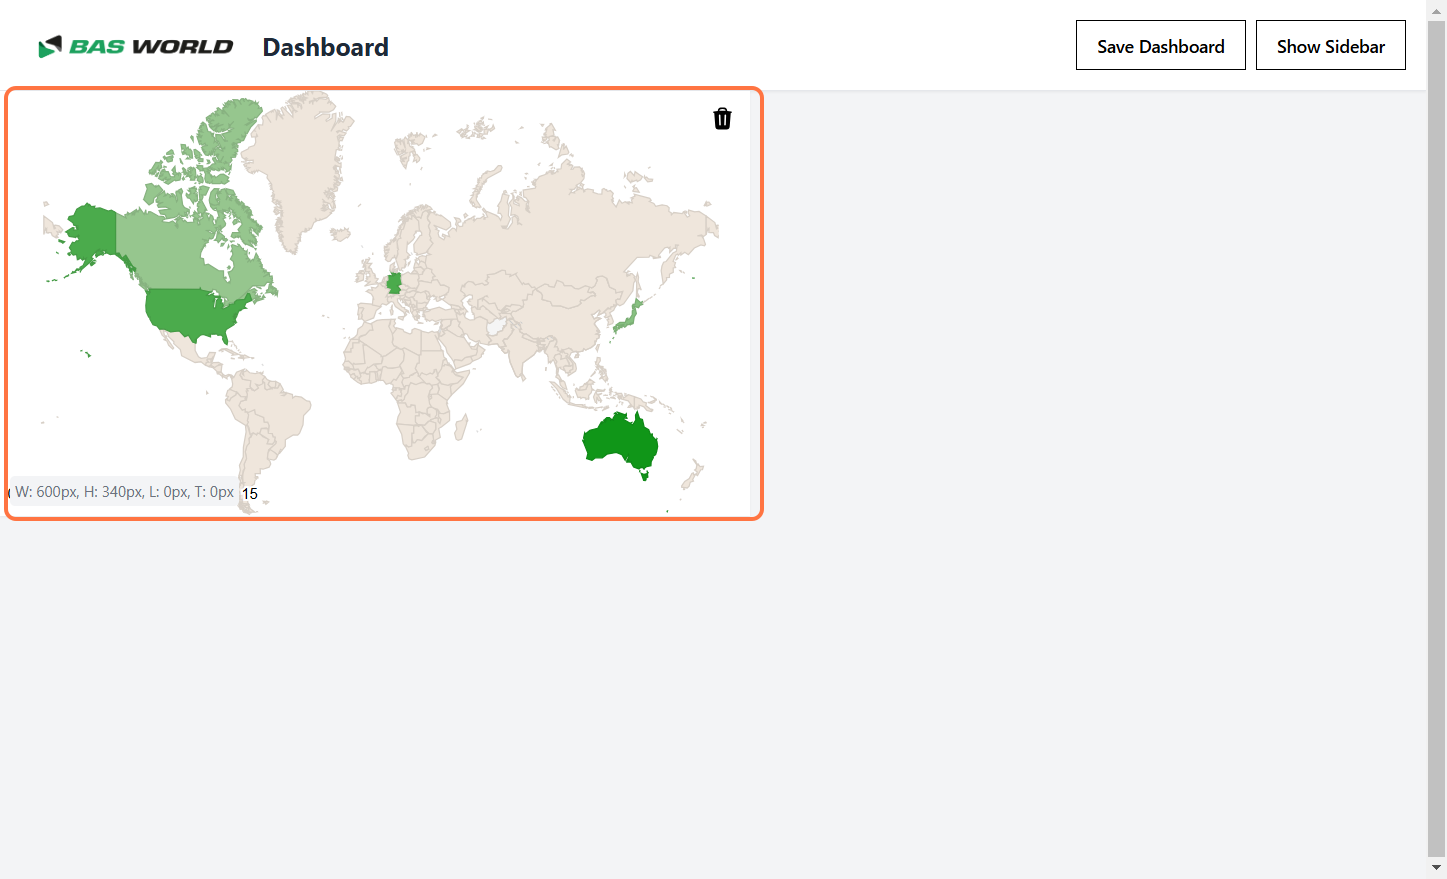 BAS WORLD
Dashboard
Save Dashboard
Show Sidebar
W: 600px, H: 340px, L: 0px, T: 0px
15